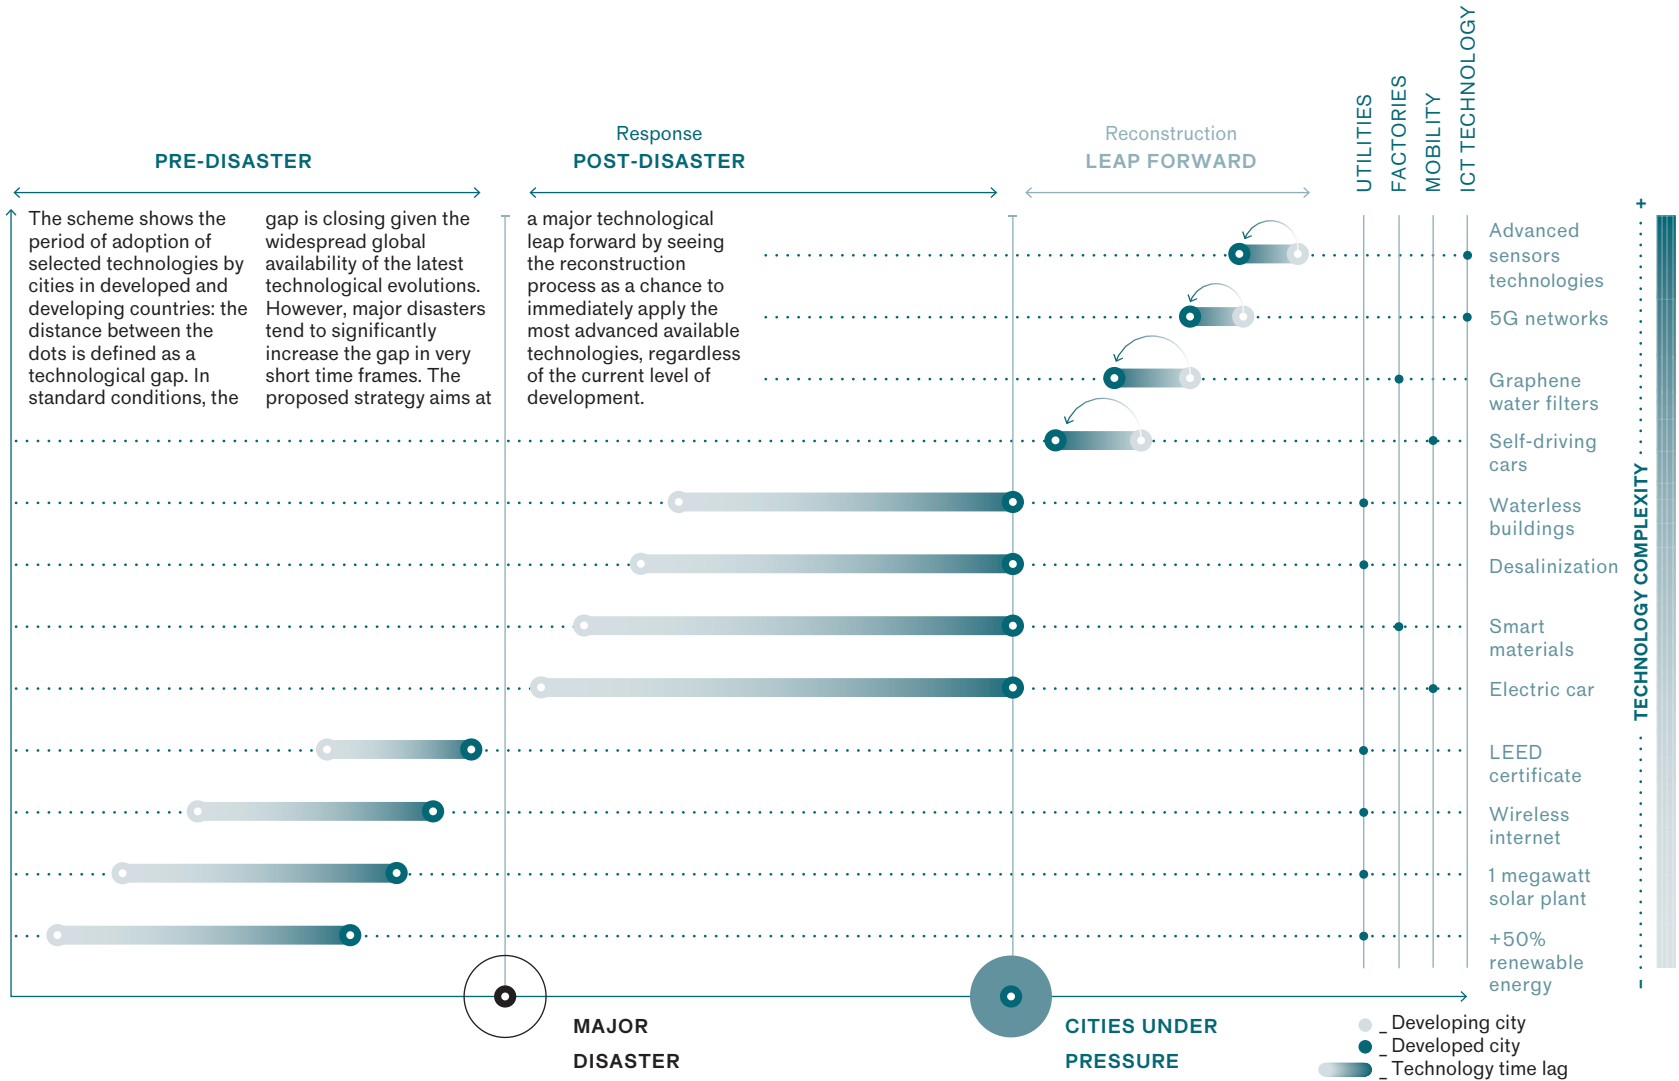 PRE-DISASTER
Response
POST-DISASTER
Reconstruction
LEAP FORWARD
UTILITIES
FACTORIES
MOBILITY
ICT TECHNOLOGY
The scheme shows the
period of adoption of
selected technologies by
cities in developed and
developing countries: the
distance between the
dots is defined as a
technological gap. In
standard conditions, the
gap is closing given the
widespread global
availability of the latest
technological evolutions.
However, major disasters
tend to significantly
increase the gap in very
short time frames. The
proposed strategy aims at
a major technological
leap forward by seeing
the reconstruction
process as a chance to
immediately apply the
most advanced available
technologies, regardless
of the current level of
development.
Advanced
sensors
technologies
5G networks
Graphene
water filters
Self-driving
cars
Waterless
buildings
Desalinization
Smart
materials
Electric car
LEED
certificate
Wireless
internet
1 megawatt
solar plant
+50%
renewable
energy
+
TECHNOLOGY COMPLEXITY
-
MAJOR
DISASTER
CITIES UNDER
PRESSURE
_ Developing city
_ Developed city
_ Technology time lag